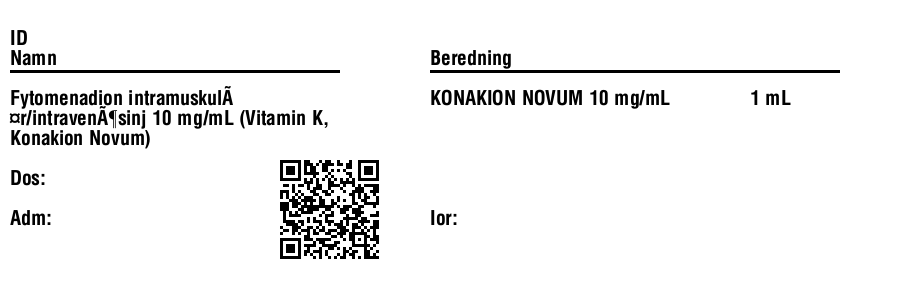 ID
Namn
Beredning
Fytomenadion intramuskulÃ
¤r/intravenÃ¶sinj 10 mg/mL (Vitamin K,
Konakion Novum)
KONAKION NOVUM 10 mg/mL 1 mL
Dos:
Adm:
Ior: